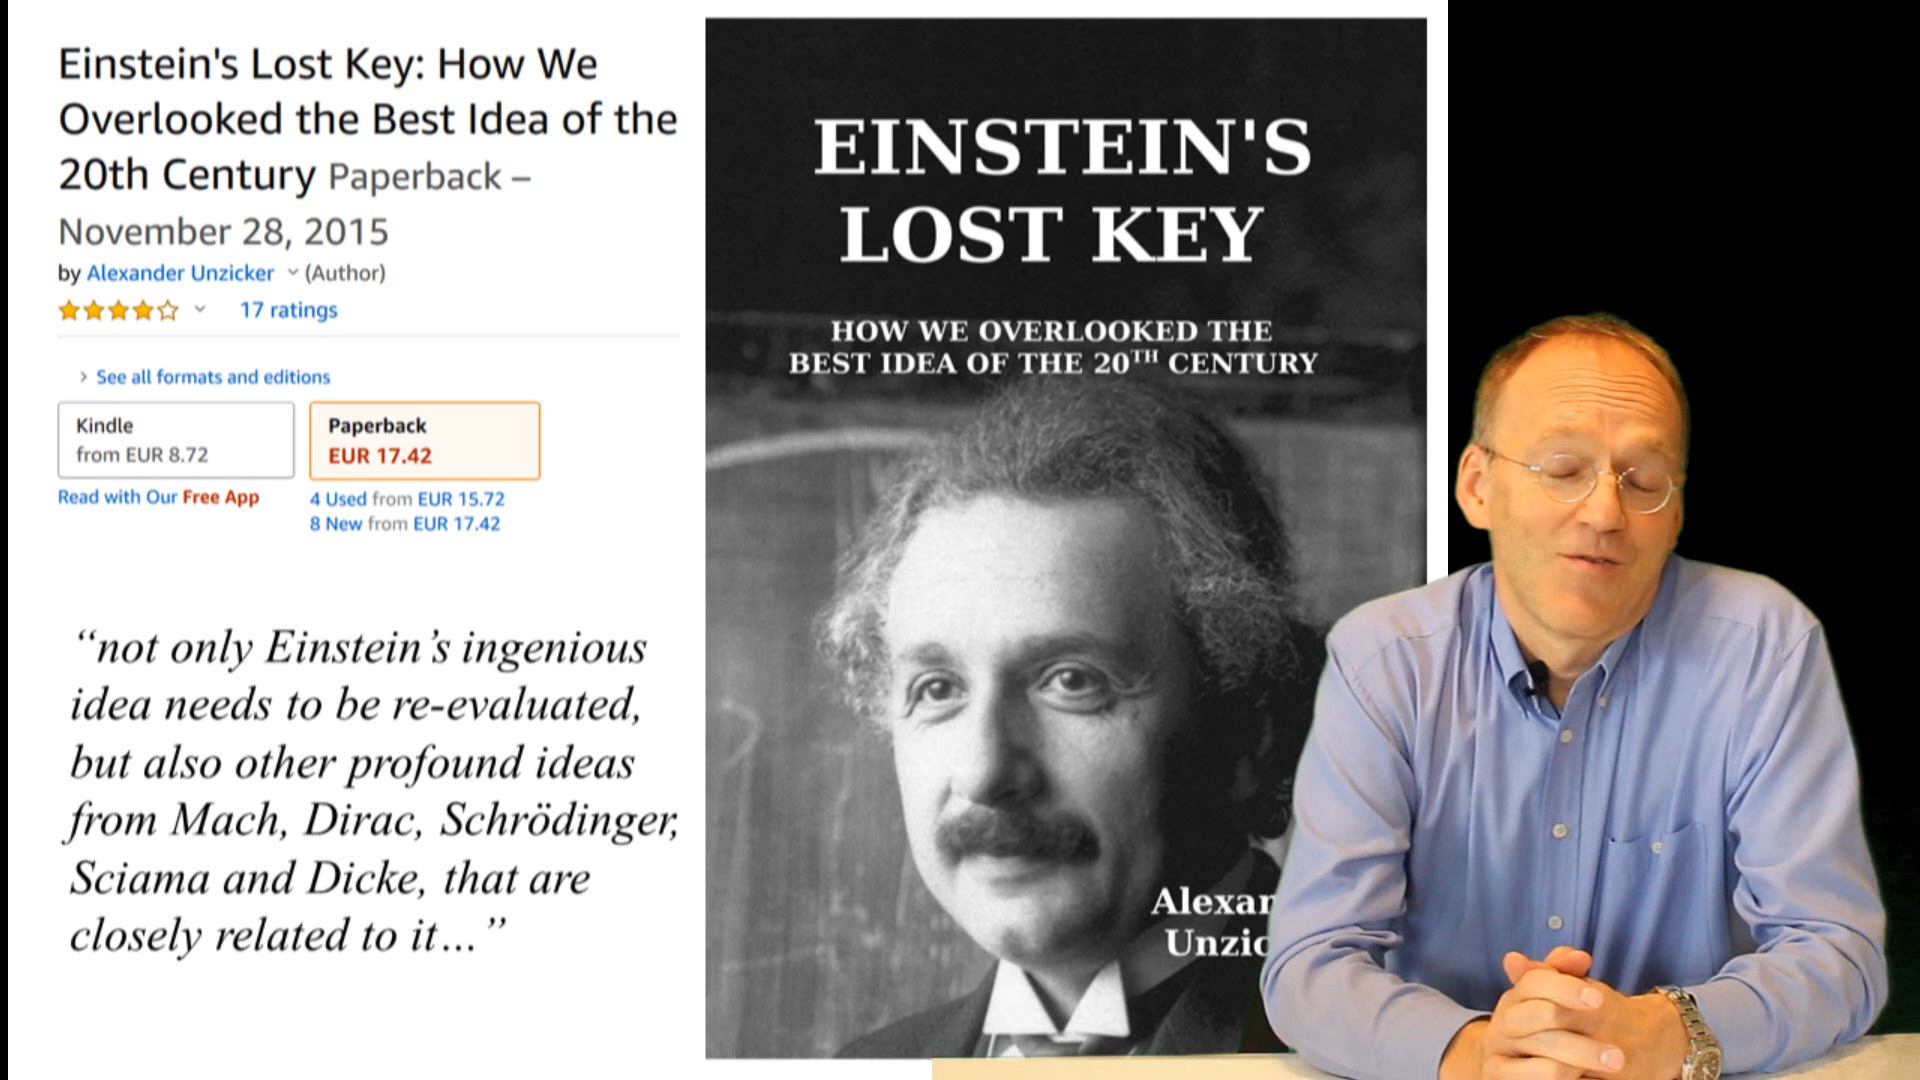 Einstein's Lost Key: How We
Overlooked the Best Idea of the
20th Century Paperback –
November 28, 2015
by Alexander Unzicker (Author)
17 ratings
See all formats and editions
Kindle
from EUR 8.72
Paperback
EUR 17.42
Read with Our Free App
4 Used from EUR 15.72
8 New from EUR 17.42
“not only Einstein’s ingenious
idea needs to be re-evaluated,
but also other profound ideas
from Mach, Dirac, Schrödinger,
Sciama and Dicke, that are
closely related to it…”
EINSTEIN'S
LOST KEY
HOW WE OVERLOOKED THE
BEST IDEA OF THE 20TH CENTURY
Alexan
Unzic